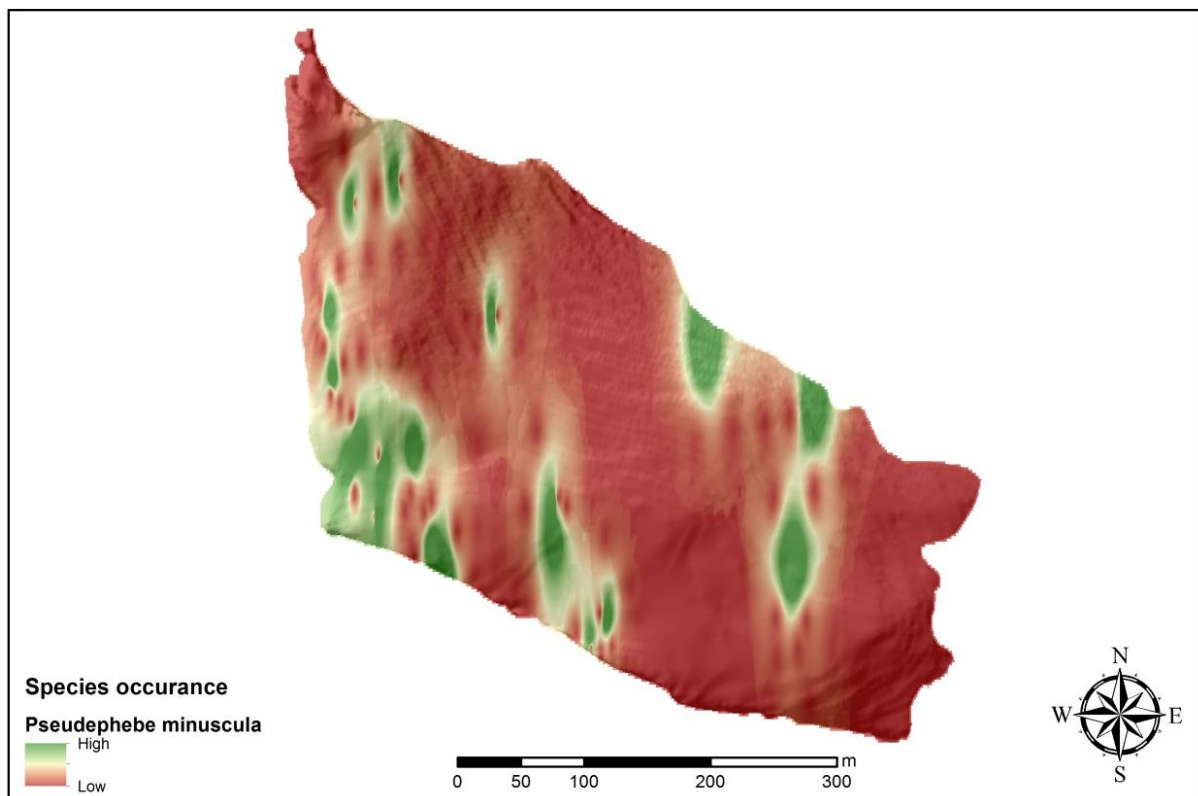 Species occurance
Pseudephebe minuscula
High
Low
0 50 100 200 300 m
N
W E
S